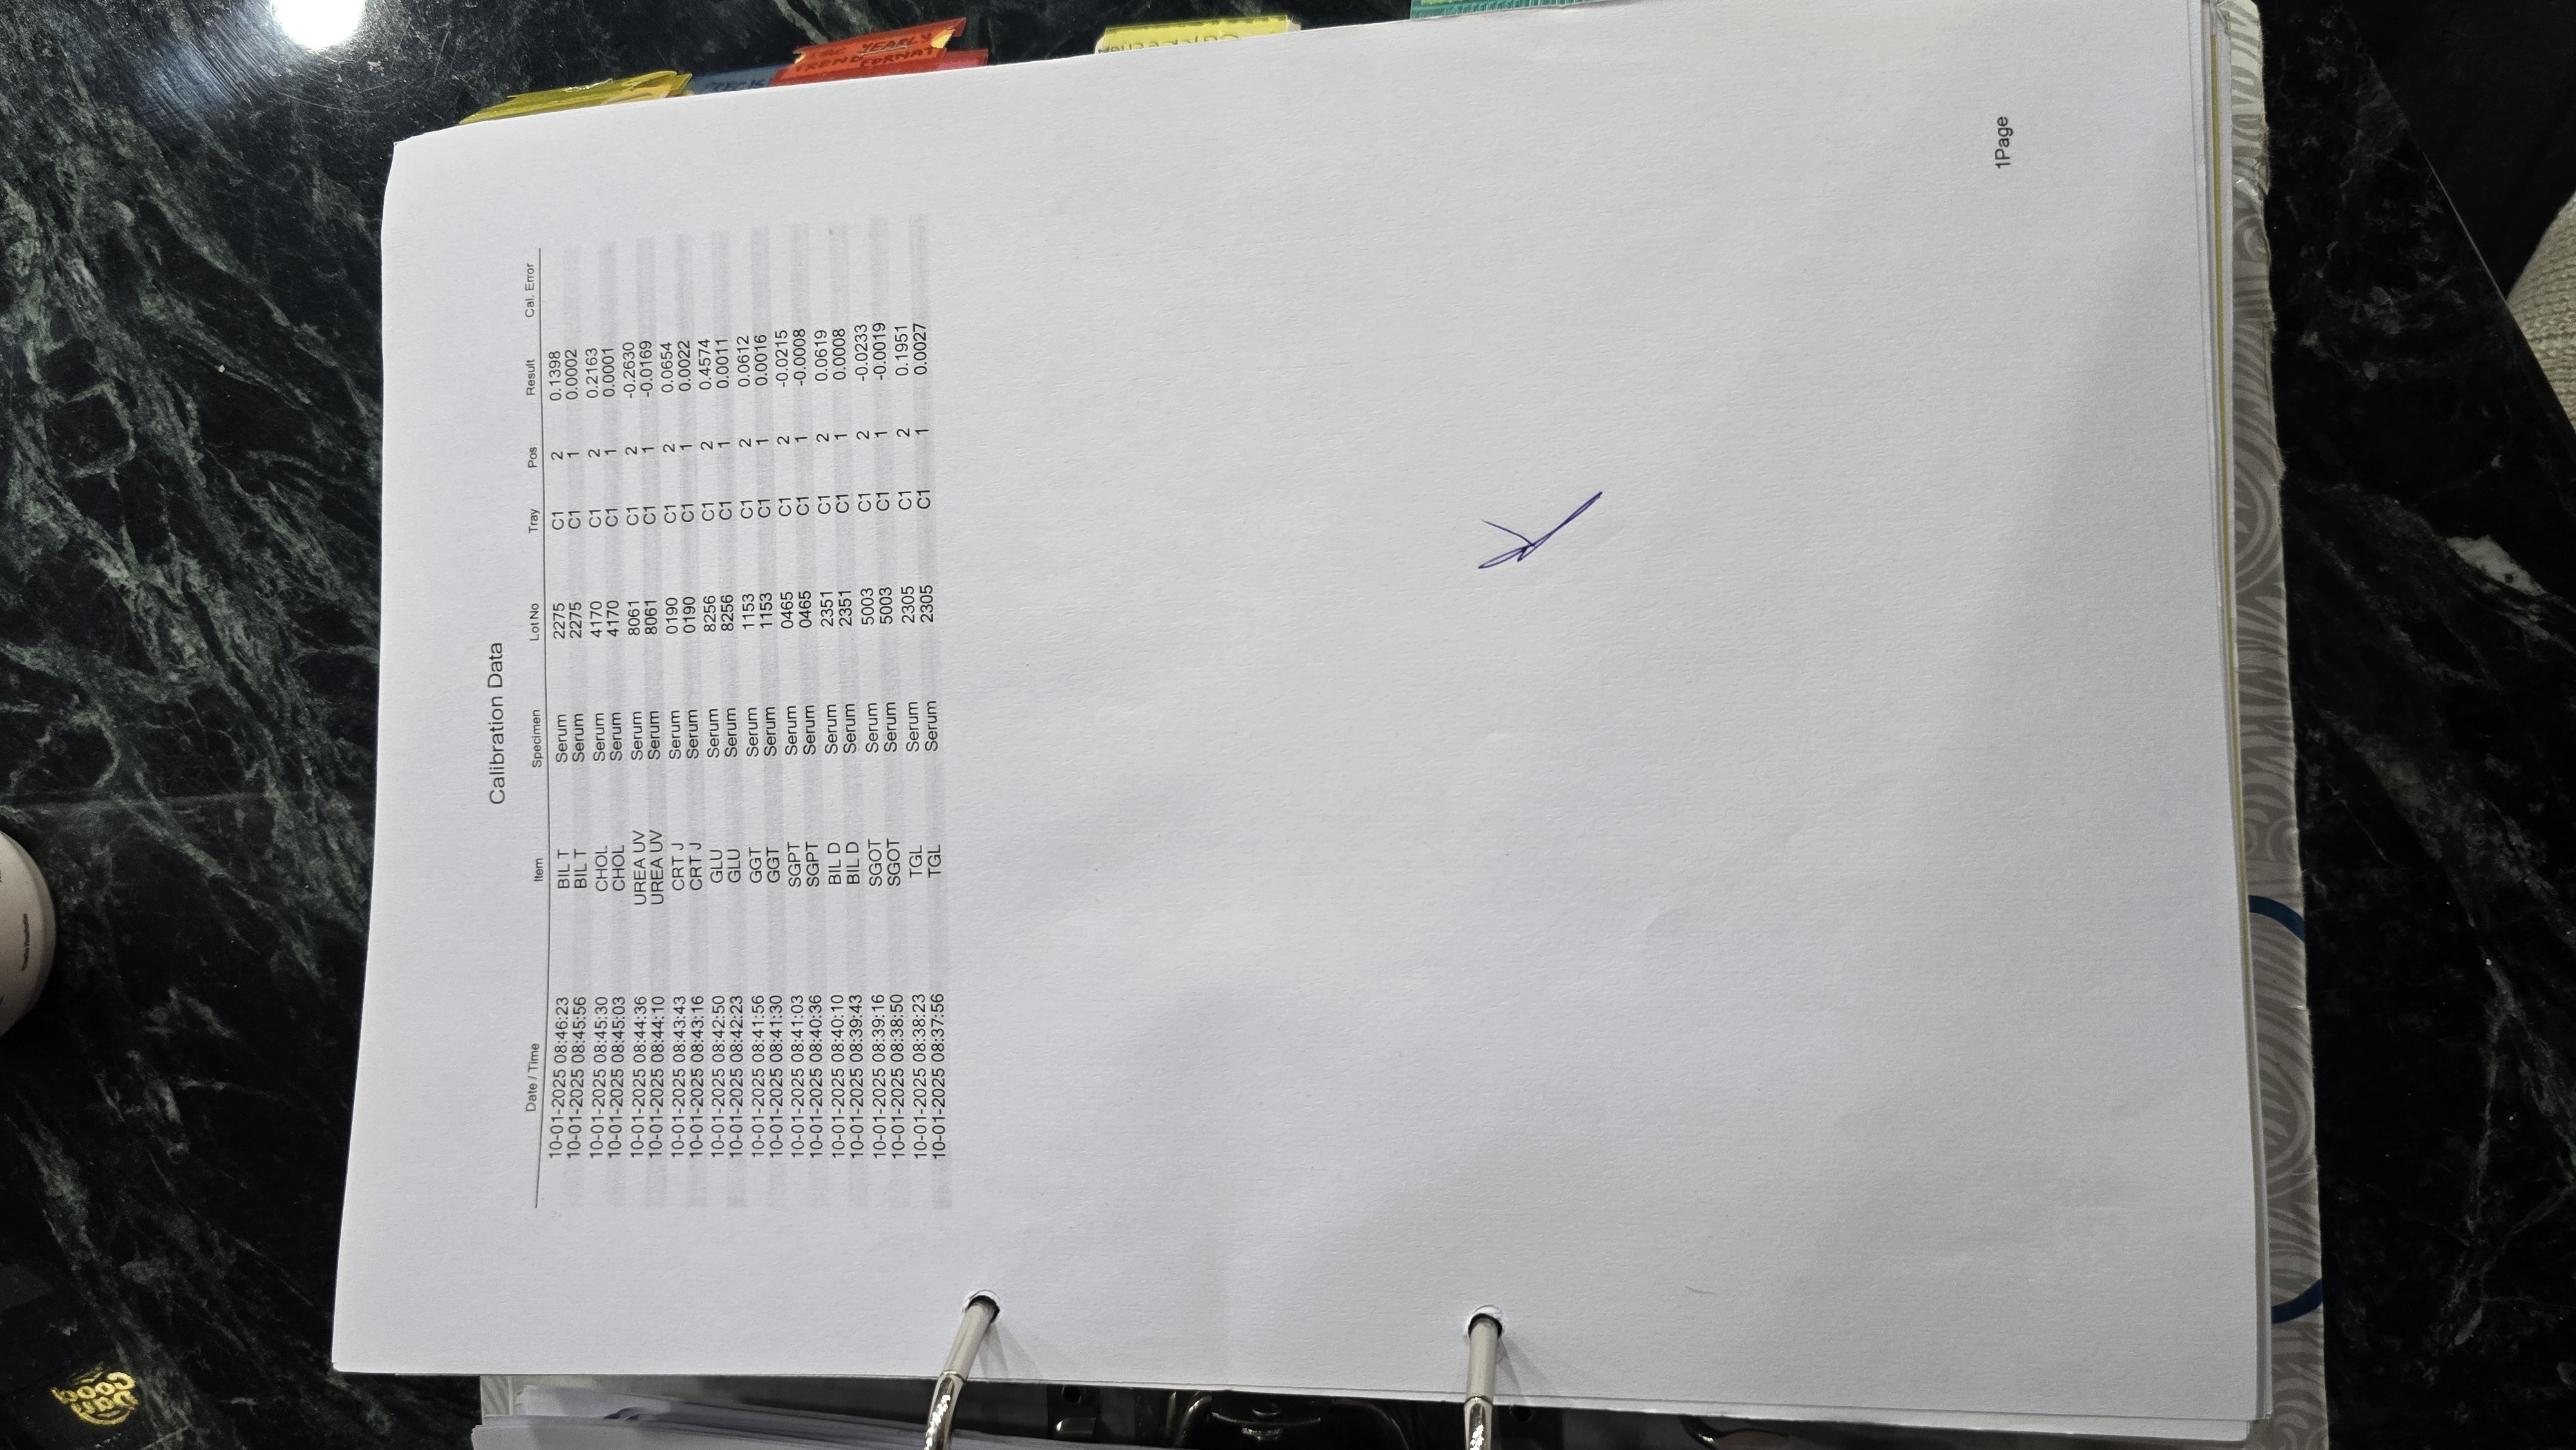 Calibration Data
Date / Time Item Specimen Lot No Tray Pos Result Cal. Error
10-01-2025 08:46:23 BIL T Serum 2275 C1 2 0.1398
10-01-2025 08:45:56 BIL T Serum 2275 C1 1 0.0002
10-01-2025 08:45:30 CHOL Serum 4170 C1 2 0.2163
10-01-2025 08:45:03 CHOL Serum 4170 C1 1 0.0001
10-01-2025 08:44:36 UREA UV Serum 8061 C1 2 -0.2630
10-01-2025 08:44:10 UREA UV Serum 8061 C1 1 -0.0169
10-01-2025 08:43:43 CRT J Serum 0190 C1 2 0.0654
10-01-2025 08:43:16 CRT J Serum 0190 C1 1 0.0022
10-01-2025 08:42:50 GLU Serum 8256 C1 2 0.4574
10-01-2025 08:42:23 GLU Serum 8256 C1 1 0.0011
10-01-2025 08:41:56 GGT Serum 1153 C1 2 0.0612
10-01-2025 08:41:30 GGT Serum 1153 C1 1 0.0016
10-01-2025 08:41:03 SGPT Serum 0465 C1 2 -0.0215
10-01-2025 08:40:36 SGPT Serum 0465 C1 1 -0.0008
10-01-2025 08:40:10 BIL D Serum 2351 C1 2 0.0619
10-01-2025 08:39:43 BIL D Serum 2351 C1 1 0.0008
10-01-2025 08:39:16 SGOT Serum 5003 C1 2 -0.0233
10-01-2025 08:38:50 SGOT Serum 5003 C1 1 -0.0019
10-01-2025 08:38:23 TGL Serum 2305 C1 2 0.1951
10-01-2025 08:37:56 TGL Serum 2305 C1 1 0.0027
1Page